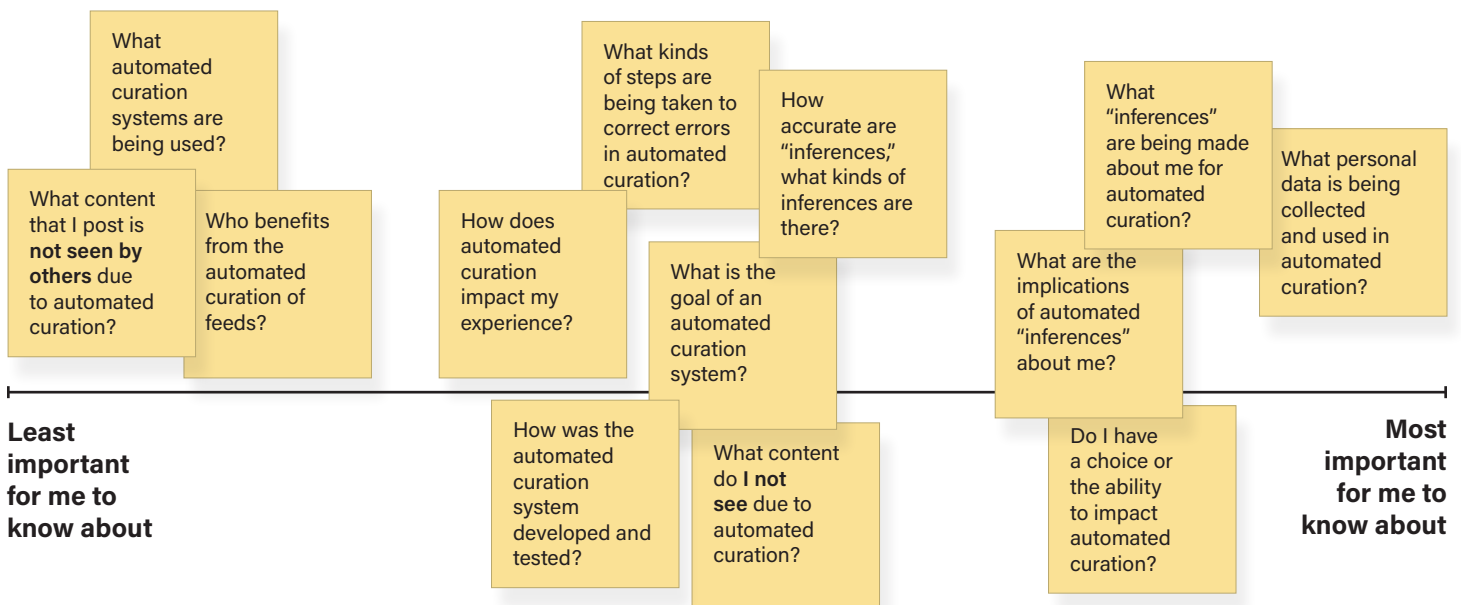 What
automated
curation
systems are
being used?
What content
that I post is
not seen by
others due
to automated
curation?
Who benefits
from the
automated
curation of
feeds?
How does
automated
curation
impact my
experience?
What kinds
of steps are
being taken to
correct errors
in automated
curation?
How
accurate are
“inferences,”
what kinds of
inferences are
there?
What is the
goal of an
automated
curation
system?
How was the
automated
curation
system
developed and
tested?
What content
do I not
see due to
automated
curation?
What
“inferences”
are being made
about me for
automated
curation?
What personal
data is being
collected
and used in
automated
curation?
What are the
implications
of automated
“inferences”
about me?
Do I have
a choice or
the ability
to impact
automated
curation?
Least
important
for me to
know about
Most
important
for me to
know about